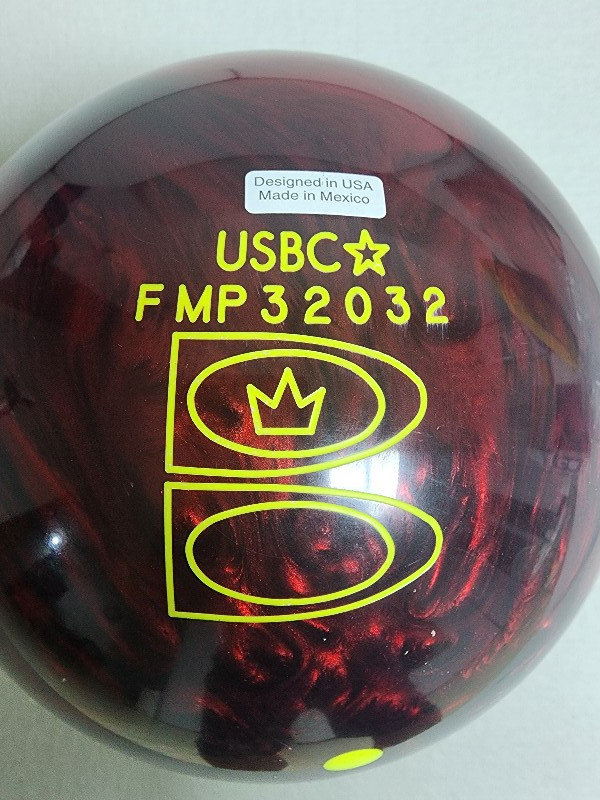 Designed in USA
Made in Mexico
USBC☆
FMP32032